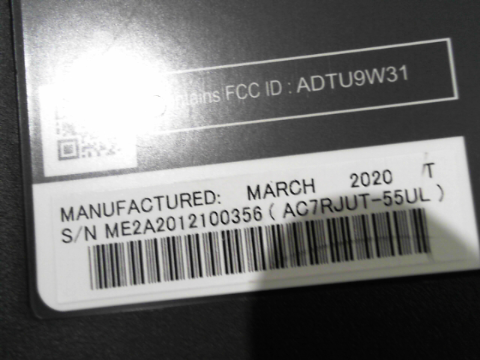 ntains FCC ID : ADTU9W31
MANUFACTURED: MARCH 2020 /T
S/N ME2A2012100356 ( AC7RJUT-55UL )